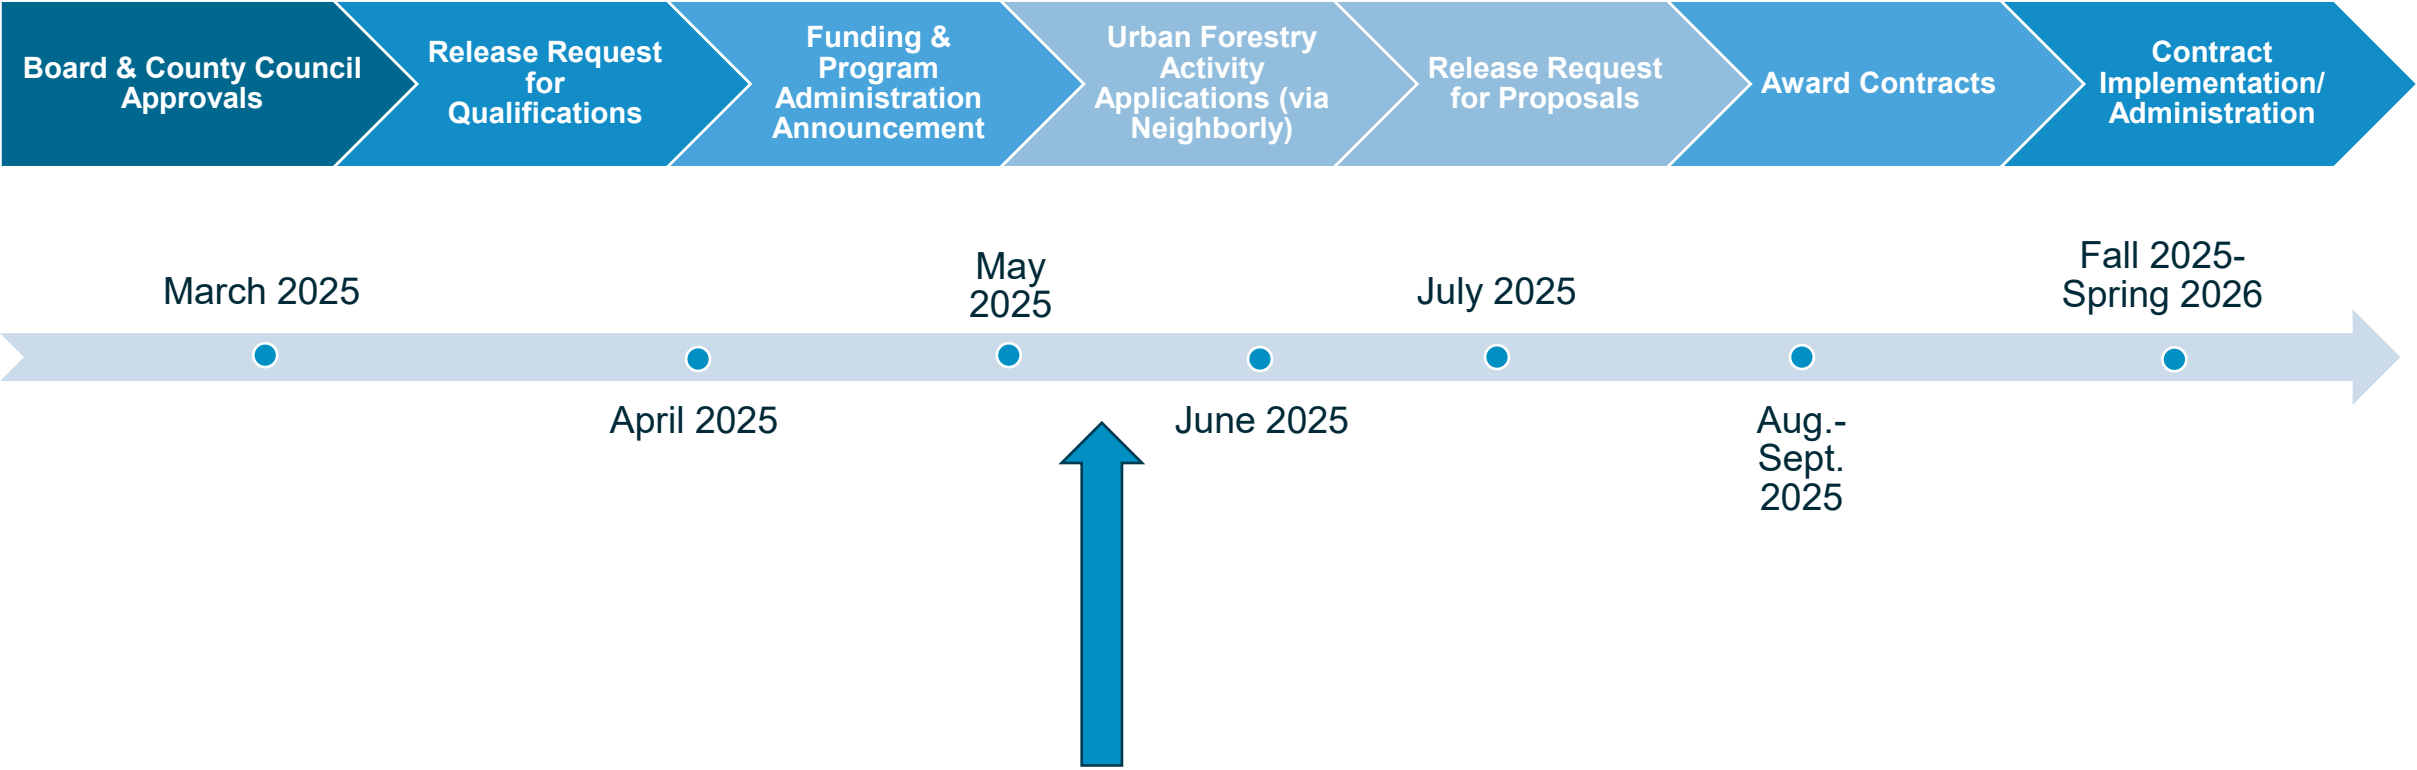 Board & County Council
Approvals
Release Request
for
Qualifications
Funding &
Program
Administration
Announcement
Urban Forestry
Activity
Applications (via
Neighborly)
Release Request
for Proposals
Award Contracts
Contract
Implementation/
Administration
March 2025
April 2025
May
2025
June 2025
July 2025
Aug.-
Sept.
2025
Fall 2025-
Spring 2026